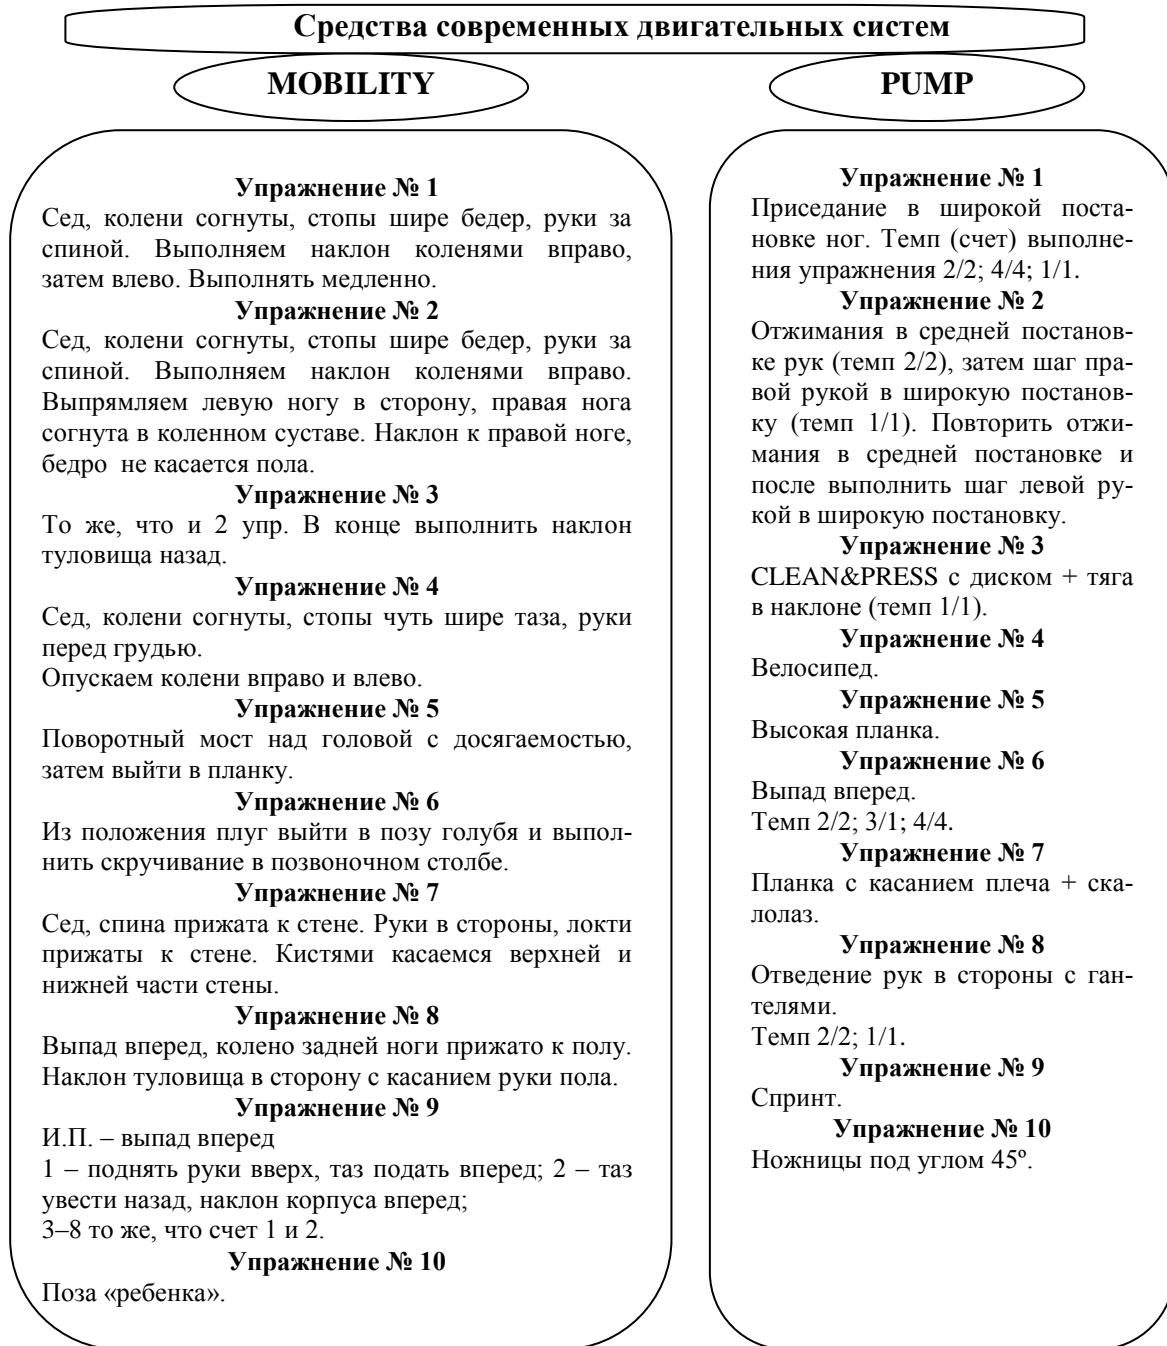 Средства современных двигательных систем
MOBILITY
Упражнение № 1
Сед, колени согнуты, стопы шире бедер, руки за
спиной. Выполняем наклон коленями вправо,
затем влево. Выполнять медленно.
Упражнение № 2
Сед, колени согнуты, стопы шире бедер, руки за
спиной. Выполняем наклон коленями вправо.
Выпрямляем левую ногу в сторону, правая нога
согнута в коленном суставе. Наклон к правой ноге,
бедро не касается пола.
Упражнение № 3
То же, что и 2 упр. В конце выполнить наклон
туловища назад.
Упражнение № 4
Сед, колени согнуты, стопы чуть шире таза, руки
перед грудью.
Опускаем колени вправо и влево.
Упражнение № 5
Поворотный мост над головой с досягаемостью,
затем выйти в планку.
Упражнение № 6
Из положения плуг выйти в позу голубя и выпол-
нить скручивание в позвоночном столбе.
Упражнение № 7
Сед, спина прижата к стене. Руки в стороны, локти
прижаты к стене. Кистями касаемся верхней и
нижней части стены.
Упражнение № 8
Выпад вперед, колено задней ноги прижато к полу.
Наклон туловища в сторону с касанием руки пола.
Упражнение № 9
И.П. – выпад вперед
1 – поднять руки вверх, таз подать вперед; 2 – таз
увести назад, наклон корпуса вперед;
3–8 то же, что счет 1 и 2.
Упражнение № 10
Поза «ребенка».
PUMP
Упражнение № 1
Приседание в широкой поста-
новке ног. Темп (счет) выполне-
ния упражнения 2/2; 4/4; 1/1.
Упражнение № 2
Отжимания в средней постанов-
ке рук (темп 2/2), затем шаг пра-
вой рукой в широкую постанов-
ку (темп 1/1). Повторить отжи-
мания в средней постановке и
после выполнить шаг левой ру-
кой в широкую постановку.
Упражнение № 3
CLEAN&PRESS с диском + тяга
в наклоне (темп 1/1).
Упражнение № 4
Велосипед.
Упражнение № 5
Высокая планка.
Упражнение № 6
Выпад вперед.
Темп 2/2; 3/1; 4/4.
Упражнение № 7
Планка с касанием плеча + ска-
лолаз.
Упражнение № 8
Отведение рук в стороны с ган-
телями.
Темп 2/2; 1/1.
Упражнение № 9
Спринт.
Упражнение № 10
Ножницы под углом 45º.